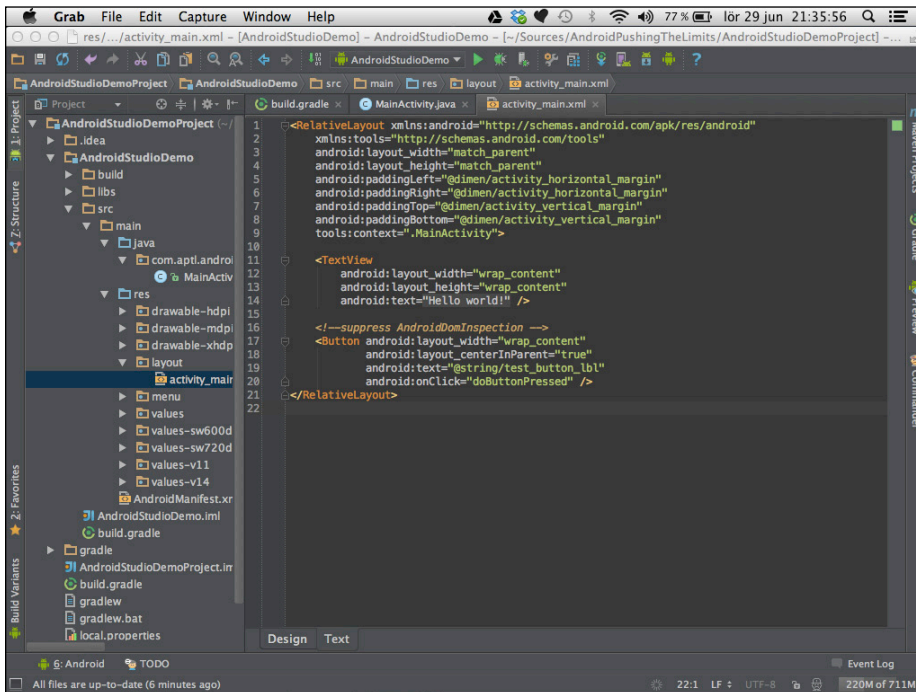 Grab File Edit Capture Window Help 77 % lör 29 jun 21:35:56
res/.../activity_main.xml – [AndroidStudioDemo] – AndroidStudioDemo – [~/Sources/AndroidPushingTheLimits/AndroidStudioDemoProject] – ...
AndroidStudioDemo
AndroidStudioDemoProject AndroidStudioDemo src main res layout activity_main.xml
Project build.gradle MainActivity.java activity_main.xml
1: Project
Z: Structure
2: Favorites
Build Variants
AndroidStudioDemoProject (~/
.idea
AndroidStudioDemo
build
libs
src
main
java
com.aptl.androi
MainActiv
res
drawable-hdpi
drawable-mdpi
drawable-xhdp
layout
activity_mair
menu
values
values-sw600d
values-sw720d
values-v11
values-v14
AndroidManifest.xr
AndroidStudioDemo.iml
build.gradle
gradle
AndroidStudioDemoProject.im
build.gradle
gradlew
gradlew.bat
local.properties
1 <RelativeLayout xmlns:android="http://schemas.android.com/apk/res/android"
2 xmlns:tools="http://schemas.android.com/tools"
3 android:layout_width="match_parent"
4 android:layout_height="match_parent"
5 android:paddingLeft="@dimen/activity_horizontal_margin"
6 android:paddingRight="@dimen/activity_horizontal_margin"
7 android:paddingTop="@dimen/activity_vertical_margin"
8 android:paddingBottom="@dimen/activity_vertical_margin"
9 tools:context=".MainActivity">
10
11 <TextView
12 android:layout_width="wrap_content"
13 android:layout_height="wrap_content"
14 android:text="Hello world!" />
15
16 <!--suppress AndroidDomInspection -->
17 <Button android:layout_width="wrap_content"
18 android:layout_centerInParent="true"
19 android:text="@string/test_button_lbl"
20 android:onClick="doButtonPressed" />
21 </RelativeLayout>
22
Gradle
Preview
Commander
Design Text
6: Android TODO Event Log
All files are up-to-date (6 minutes ago) 22:1 LF UTF-8 220M of 711M